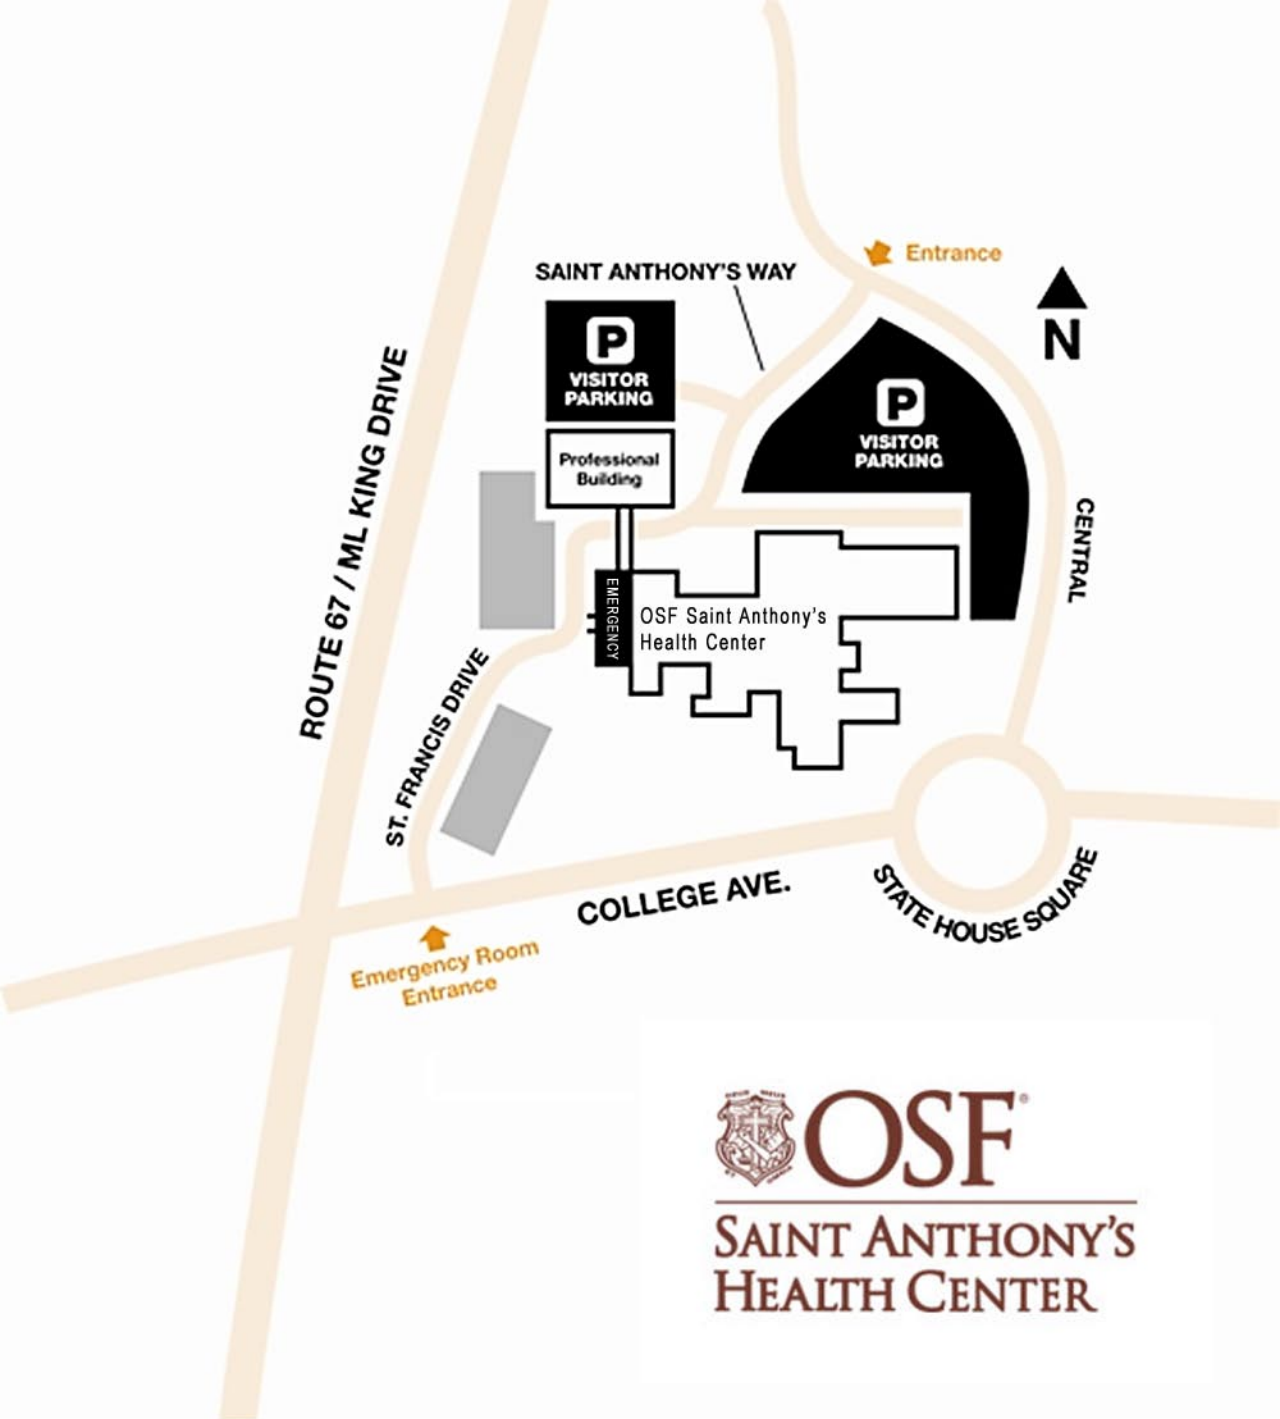 Entrance
SAINT ANTHONY'S WAY
N
P
VISITOR
PARKING
P
VISITOR
PARKING
Professional
Building
ROUTE 67 / ML KING DRIVE
CENTRAL
EMERGENCY
OSF Saint Anthony's
Health Center
ST. FRANCIS DRIVE
COLLEGE AVE.
STATE HOUSE SQUARE
Emergency Room
Entrance
OSF®
SAINT ANTHONY'S
HEALTH CENTER